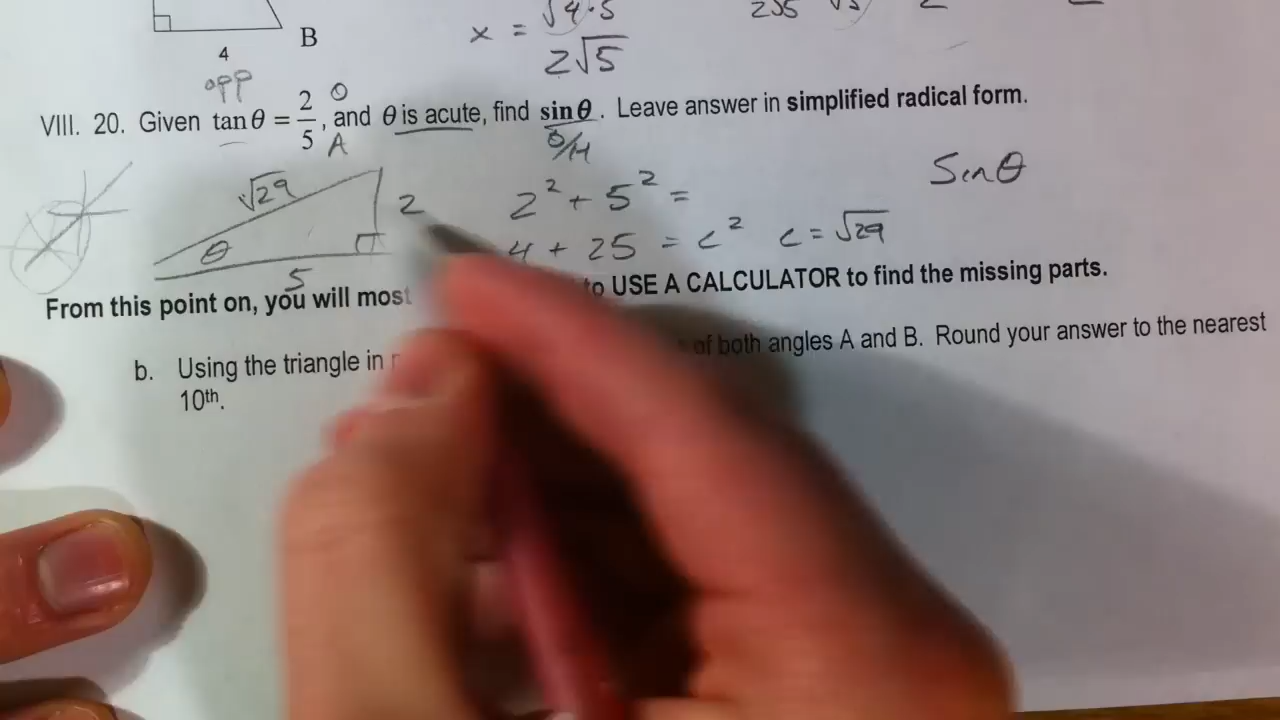 √4·5
4
B
x =
2√5
opp
VIII. 20. Given tanθ = 2/5, and θ is acute, find sinθ. Leave answer in simplified radical form.
O
A
O/H
√29
2
θ
5
2² + 5² =
Sinθ
4 + 25 = c² c = √29
From this point on, you will most to USE A CALCULATOR to find the missing parts.
b. Using the triangle in of both angles A and B. Round your answer to the nearest
10th.